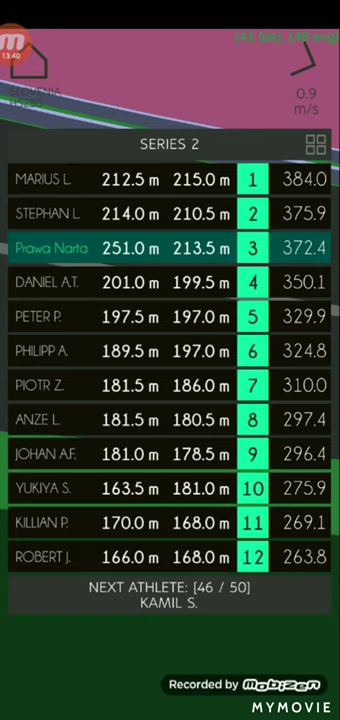 (41 fps), (48 avg)
13:40
SLOVENIA
0.9
m/s
SERIES 2
MARIUS L. 212.5 m 215.0 m 1 384.0
STEPHAN L. 214.0 m 210.5 m 2 375.9
Prawa Narta 251.0 m 213.5 m 3 372.4
DANIEL A.T. 201.0 m 199.5 m 4 350.1
PETER P. 197.5 m 197.0 m 5 329.9
PHILIPP A. 189.5 m 197.0 m 6 324.8
PIOTR Z. 181.5 m 186.0 m 7 310.0
ANZE L. 181.5 m 180.5 m 8 297.4
JOHAN A.F. 181.0 m 178.5 m 9 296.4
YUKIYA S. 163.5 m 181.0 m 10 275.9
KILLIAN P. 170.0 m 168.0 m 11 269.1
ROBERT J. 166.0 m 168.0 m 12 263.8
NEXT ATHLETE: [46 / 50]
KAMIL S.
Recorded by Mobizen
MYMOVIE